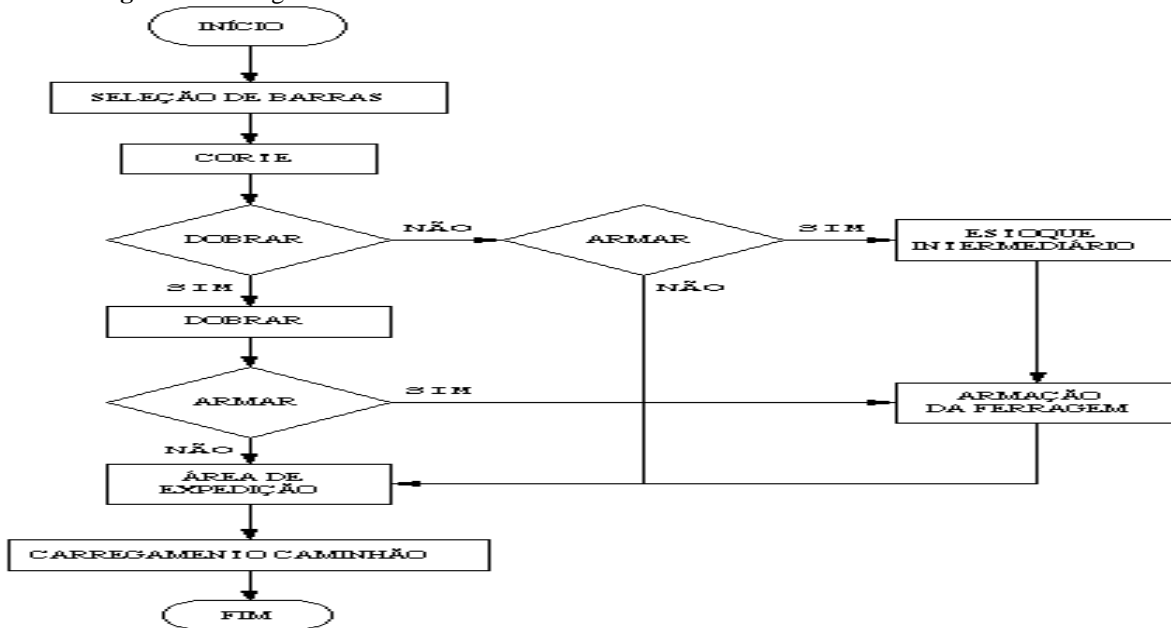 INÍCIO
SELEÇÃO DE BARRAS
CORTE
DOBRAR
NÃO
ARMAR
SIM
ESTOQUE
INTERMEDIÁRIO
SIM
NÃO
DOBRAR
ARMAR
SIM
ARMAÇÃO
DA FERRAGEM
NÃO
ÁREA DE
EXPEDIÇÃO
CARREGAMENTO CAMINHÃO
FIM